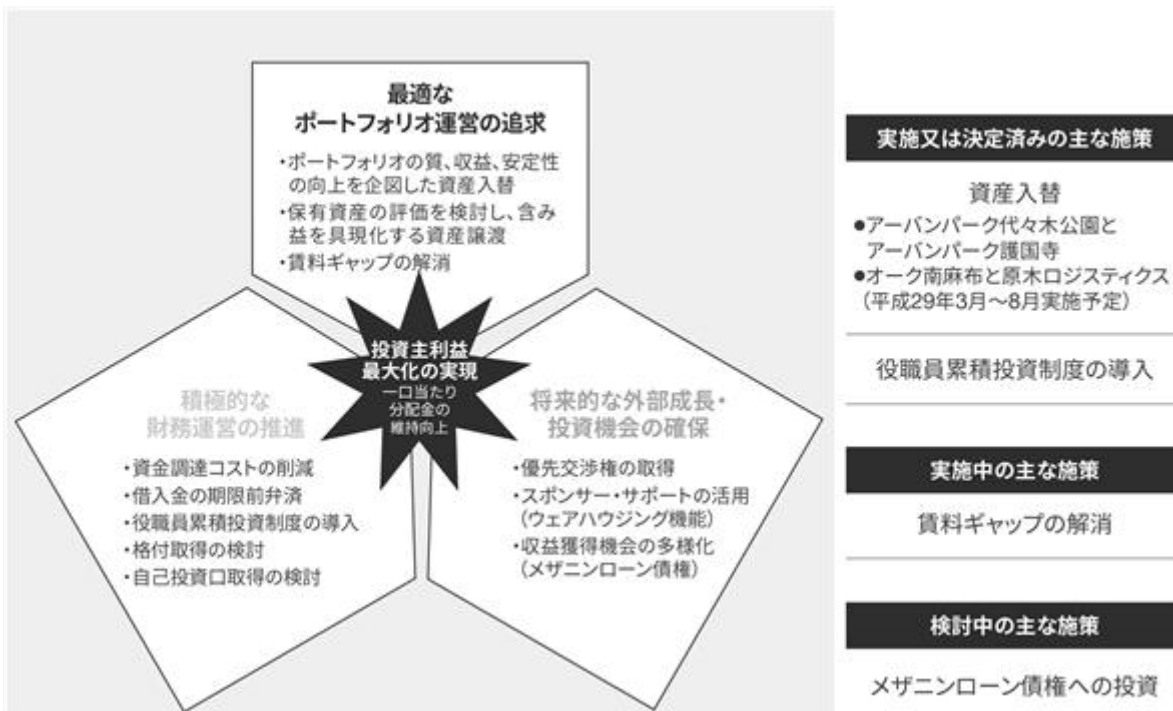 最適な
ポートフォリオ運営の追求
・ポートフォリオの質、収益、安定性
の向上を企図した資産入替
・保有資産の評価を検討し、含み
益を具現化する資産譲渡
・賃料ギャップの解消
投資主利益
最大化の実現
一口当たり
分配金の
維持向上
積極的な
財務運営の推進
・資金調達コストの削減
・借入金の期限前弁済
・役職員累積投資制度の導入
・格付取得の検討
・自己投資口取得の検討
将来的な外部成長・
投資機会の確保
・優先交渉権の取得
・スポンサー・サポートの活用
(ウェアハウジング機能)
・収益獲得機会の多様化
(メザニンローン債権)
実施又は決定済みの主な施策
資産入替
●アーバンパーク代々木公園と
アーバンパーク護国寺
●オーク南麻布と原木ロジスティクス
(平成29年3月～8月実施予定)
役職員累積投資制度の導入
実施中の主な施策
賃料ギャップの解消
検討中の主な施策
メザニンローン債権への投資